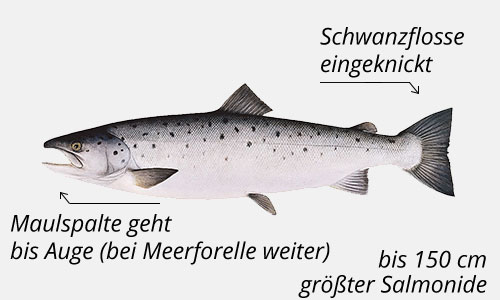 Schwanzflosse
eingeknickt
Maulspalte geht
bis Auge (bei Meerforelle weiter)
bis 150 cm
größter Salmonide